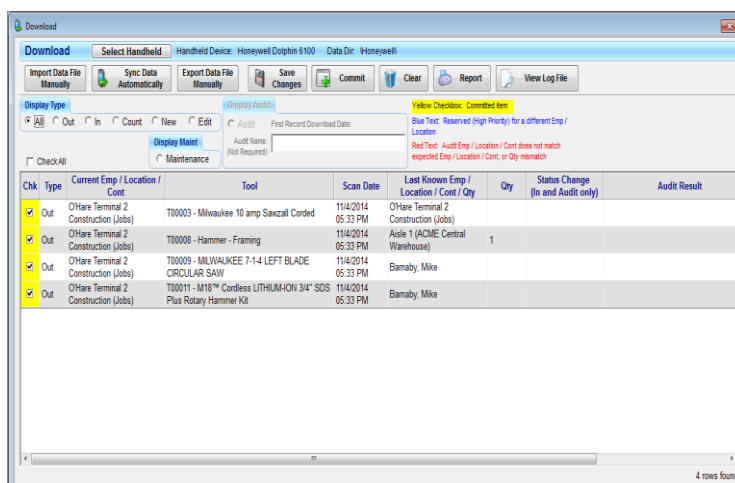 Download
Download Select Handheld Handheld Device: Honeywell Dolphin 6100 Data Dir: \Honeywell\
Import Data File Manually Sync Data Automatically Export Data File Manually Save Changes Commit Clear Report View Log File
Display Type Display Audit Yellow Checkbox: Committed item
All Out In Count New Edit Audit First Record Download Date: Blue Text: Reserved (High Priority) for a different Emp / Location
Display Maint Audit Name: (Not Required) Red Text: Audit Emp / Location / Cont does not match expected Emp / Location / Cont, or Qty mismatch
Check All Maintenance
Chk Type Current Emp / Location / Cont Tool Scan Date Last Known Emp / Location / Cont / Qty Qty Status Change (In and Audit only) Audit Result
Out O'Hare Terminal 2 Construction (Jobs) T00003 - Milwaukee 10 amp Sawzall Corded 11/4/2014 05:33 PM O'Hare Terminal 2 Construction (Jobs)
Out O'Hare Terminal 2 Construction (Jobs) T00008 - Hammer - Framing 11/4/2014 05:33 PM Aisle 1 (ACME Central Warehouse) 1
Out O'Hare Terminal 2 Construction (Jobs) T00009 - MILWAUKEE 7-1-4 LEFT BLADE CIRCULAR SAW 11/4/2014 05:33 PM Barnaby, Mike
Out O'Hare Terminal 2 Construction (Jobs) T00011 - M18™ Cordless LITHIUM-ION 3/4" SDS Plus Rotary Hammer Kit 11/4/2014 05:33 PM Barnaby, Mike
4 rows found